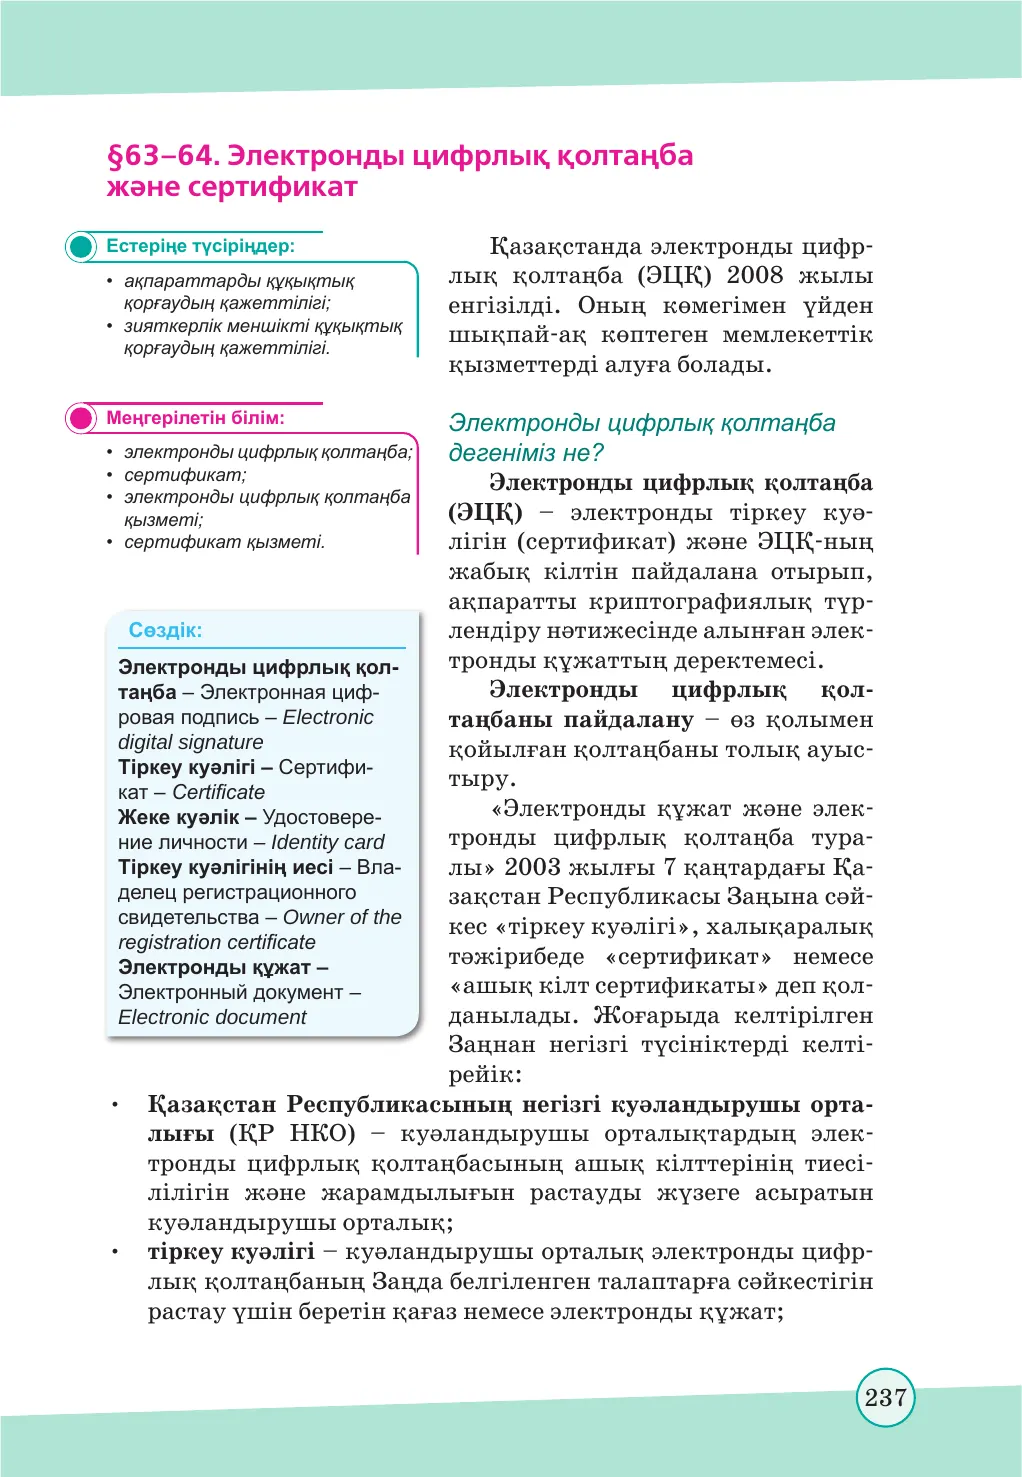 §63–64. Электронды цифрлық қолтаңба
және сертификат
Естеріңе түсіріңдер:
• ақпараттарды құқықтық
қорғаудың қажеттілігі;
• зияткерлік меншікті құқықтық
қорғаудың қажеттілігі.
Меңгерілетін білім:
• электронды цифрлық қолтаңба;
• сертификат;
• электронды цифрлық қолтаңба
қызметі;
• сертификат қызметі.
Сөздік:
Электронды цифрлық қол-
таңба – Электронная циф-
ровая подпись – Electronic
digital signature
Тіркеу куәлігі – Сертифи-
кат – Certificate
Жеке куәлік – Удостовере-
ние личности – Identity card
Тіркеу куәлігінің иесі – Вла-
делец регистрационного
свидетельства – Owner of the
registration certificate
Электронды құжат –
Электронный документ –
Electronic document
Қазақстанда электронды цифр-
лық қолтаңба (ЭЦҚ) 2008 жылы
енгізілді. Оның көмегімен үйден
шықпай-ақ көптеген мемлекеттік
қызметтерді алуға болады.
Электронды цифрлық қолтаңба
дегеніміз не?
Электронды цифрлық қолтаңба
(ЭЦҚ) – электронды тіркеу куә-
лігін (сертификат) және ЭЦҚ-ның
жабық кілтін пайдалана отырып,
ақпаратты криптографиялық түр-
лендіру нәтижесінде алынған элек-
тронды құжаттың деректемесі.
Электронды цифрлық қол-
таңбаны пайдалану – өз қолымен
қойылған қолтаңбаны толық ауыс-
тыру.
«Электронды құжат және элек-
тронды цифрлық қолтаңба тура-
лы» 2003 жылғы 7 қаңтардағы Қа-
зақстан Республикасы Заңына сәй-
кес «тіркеу куәлігі», халықаралық
тәжірибеде «сертификат» немесе
«ашық кілт сертификаты» деп қол-
данылады. Жоғарыда келтірілген
Заңнан негізгі түсініктерді келті-
рейік:
• Қазақстан Республикасының негізгі куәландырушы орта-
лығы (ҚР НКО) – куәландырушы орталықтардың элек-
тронды цифрлық қолтаңбасының ашық кілттерінің тиесі-
лілігін және жарамдылығын растауды жүзеге асыратын
куәландырушы орталық;
• тіркеу куәлігі – куәландырушы орталық электронды цифр-
лық қолтаңбаның Заңда белгіленген талаптарға сәйкестігін
растау үшін беретін қағаз немесе электронды құжат;
237